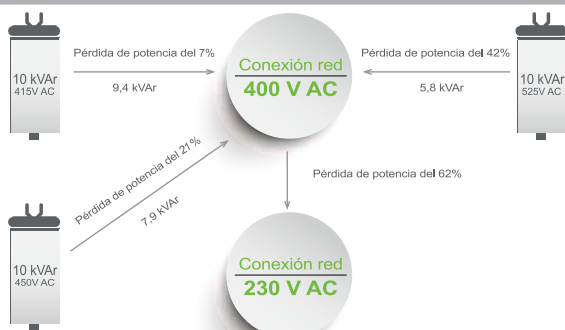 Pérdida de potencia del 7%
Pérdida de potencia del 42%
10 kVAr
415V AC
9,4 kVAr
Conexión red
400 V AC
5,8 kVAr
10 kVAr
525V AC
Pérdida de potencia del 21%
7,9 kVAr
Pérdida de potencia del 62%
10 kVAr
450V AC
Conexión red
230 V AC